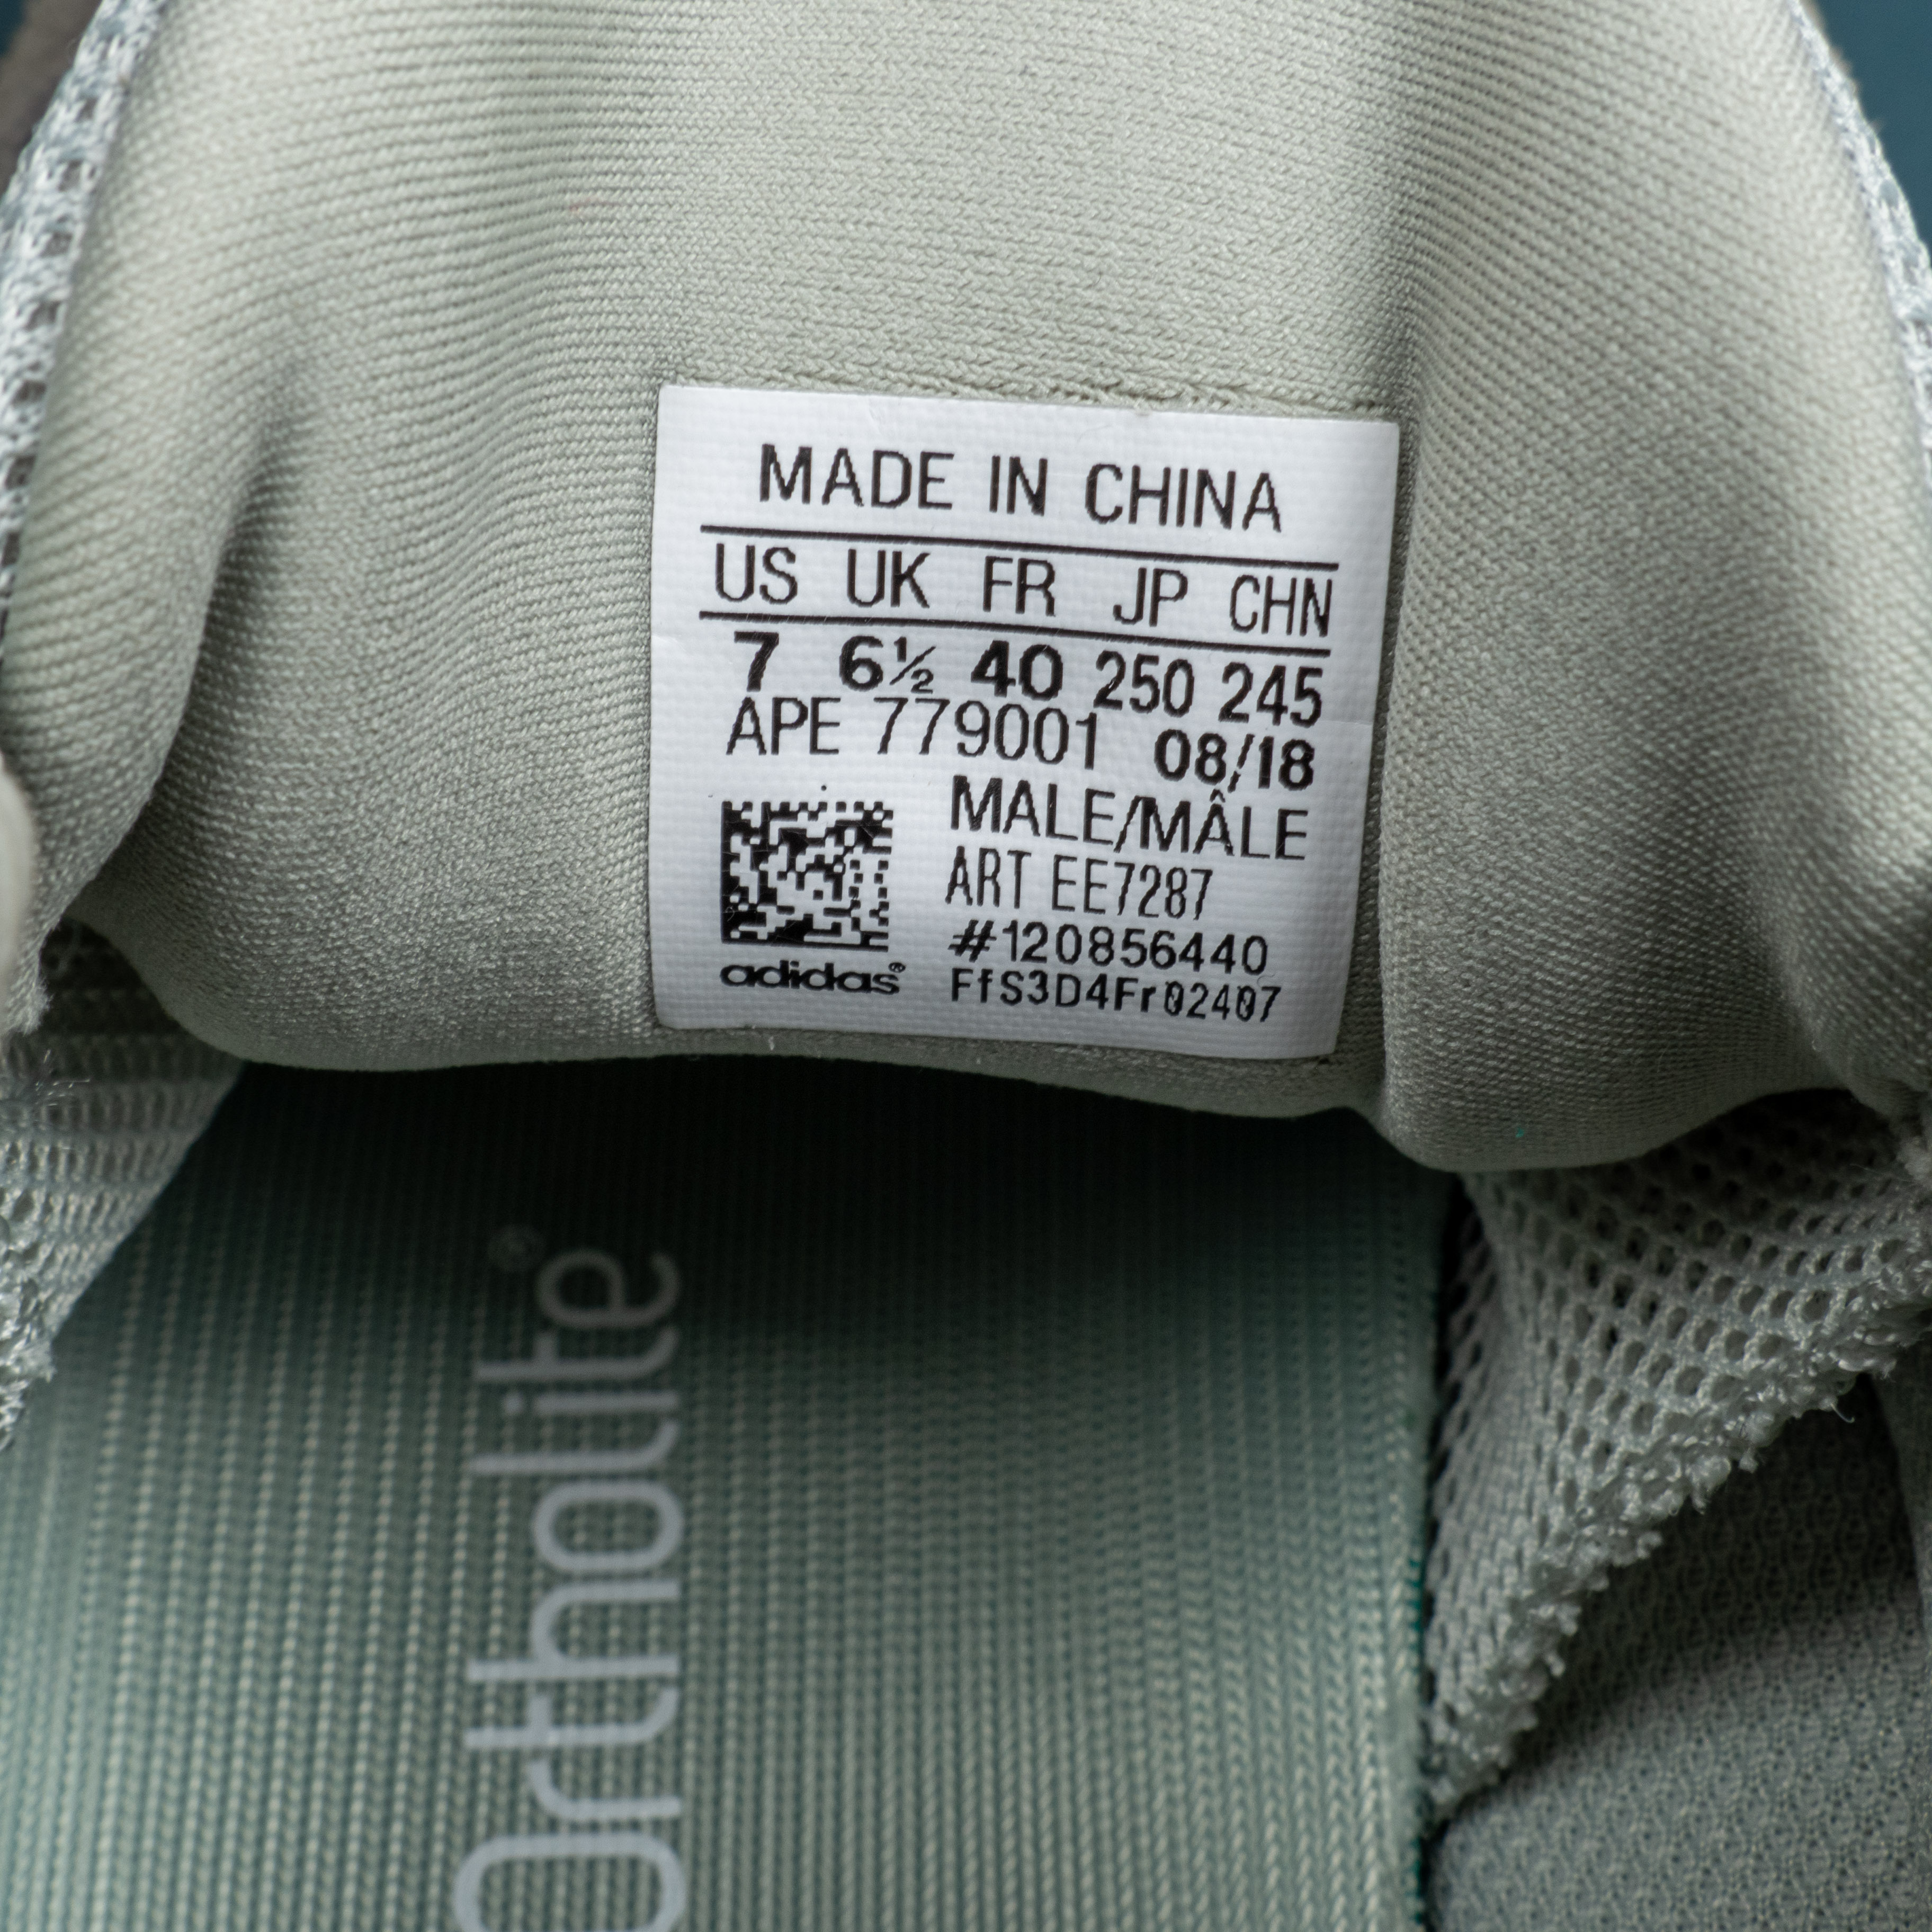 MADE IN CHINA
US UK FR JP CHN
7 6½ 40 250 245
APE 779001 08/18
MALE/MÂLE
ART EE7287
#120856440
FfS3D4Fr02407
adidas®
ortholite®